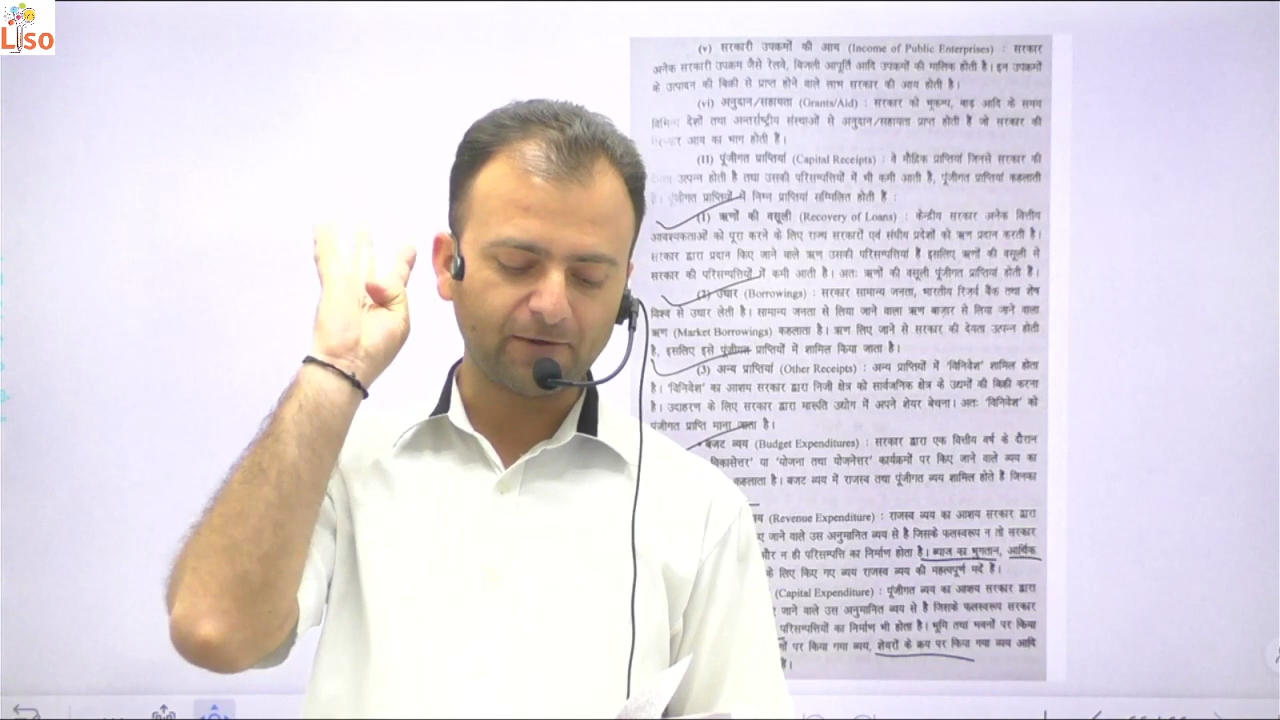 Liso
(v) सरकारी उपक्रमों की आय (Income of Public Enterprises) : सरकार
अनेक सरकारी उपक्रम जैसे रेलवे, बिजली आपूर्ति आदि उपक्रमों की मालिक होती है। इन उपक्रमों
के उत्पादन की बिक्री से प्राप्त होने वाले लाभ सरकार की आय होती है।
(vi) अनुदान/सहायता (Grants/Aid) : सरकार को भूकम्प, बाढ़ आदि के समय
विभिन्न देशों तथा अन्तर्राष्ट्रीय संस्थाओं से अनुदान/सहायता प्राप्त होती हैं जो सरकार की
आय का भाग होती हैं।
(II) पूंजीगत प्राप्तियां (Capital Receipts) : वे मौद्रिक प्राप्तियां जिनसे सरकार की
उत्पन्न होती है तथा उसकी परिसम्पत्तियों में भी कमी आती है, पूंजीगत प्राप्तियां कहलाती
हैं। पूंजीगत प्राप्तियों में निम्न प्राप्तियां सम्मिलित होती हैं :
(1) ऋणों की वसूली (Recovery of Loans) : केन्द्रीय सरकार अनेक वित्तीय
आवश्यकताओं को पूरा करने के लिए राज्य सरकारों एवं संघीय प्रदेशों को ऋण प्रदान करती है।
सरकार द्वारा प्रदान किए जाने वाले ऋण उसकी परिसम्पत्तियां हैं इसलिए ऋणों की वसूली से
सरकार की परिसम्पत्तियों में कमी आती है। अतः ऋणों की वसूली पूंजीगत प्राप्तियां होती हैं।
(2) उधार (Borrowings) : सरकार सामान्य जनता, भारतीय रिज़र्व बैंक तथा शेष
विश्व से उधार लेती है। सामान्य जनता से लिया जाने वाला ऋण बाज़ार से लिया जाने वाला
ऋण (Market Borrowings) कहलाता है। ऋण लिए जाने से सरकार की देयता उत्पन्न होती
है, इसलिए इसे पूंजीगत प्राप्तियों में शामिल किया जाता है।
(3) अन्य प्राप्तियां (Other Receipts) : अन्य प्राप्तियों में 'विनिवेश' शामिल होता
है। 'विनिवेश' का आशय सरकार द्वारा निजी क्षेत्र को सार्वजनिक क्षेत्र के उद्यमों की बिक्री करना
है। उदाहरण के लिए सरकार द्वारा मारूति उद्योग में अपने शेयर बेचना। अतः 'विनिवेश' को
पूंजीगत प्राप्ति माना जाता है।
• बजट व्यय (Budget Expenditures) : सरकार द्वारा एक वित्तीय वर्ष के दौरान
विकासेत्तर' या 'योजना तथा योजनेत्तर' कार्यक्रमों पर किए जाने वाले व्यय का
कहलाता है। बजट व्यय में राजस्व तथा पूंजीगत व्यय शामिल होते हैं जिनका
(Revenue Expenditure) : राजस्व व्यय का आशय सरकार द्वारा
जाने वाले उस अनुमानित व्यय से है जिसके फलस्वरूप न तो सरकार
और न ही परिसम्पत्ति का निर्माण होता है। ब्याज का भुगतान, आर्थिक
के लिए किए गए व्यय राजस्व व्यय की महत्वपूर्ण मदें हैं।
(Capital Expenditure) : पूंजीगत व्यय का आशय सरकार द्वारा
जाने वाले उस अनुमानित व्यय से है जिसके फलस्वरूप सरकार
परिसम्पत्तियों का निर्माण भी होता है। भूमि तथा भवनों पर किया
पर किया गया व्यय, शेयरों के क्रय पर किया गया व्यय आदि
हैं।